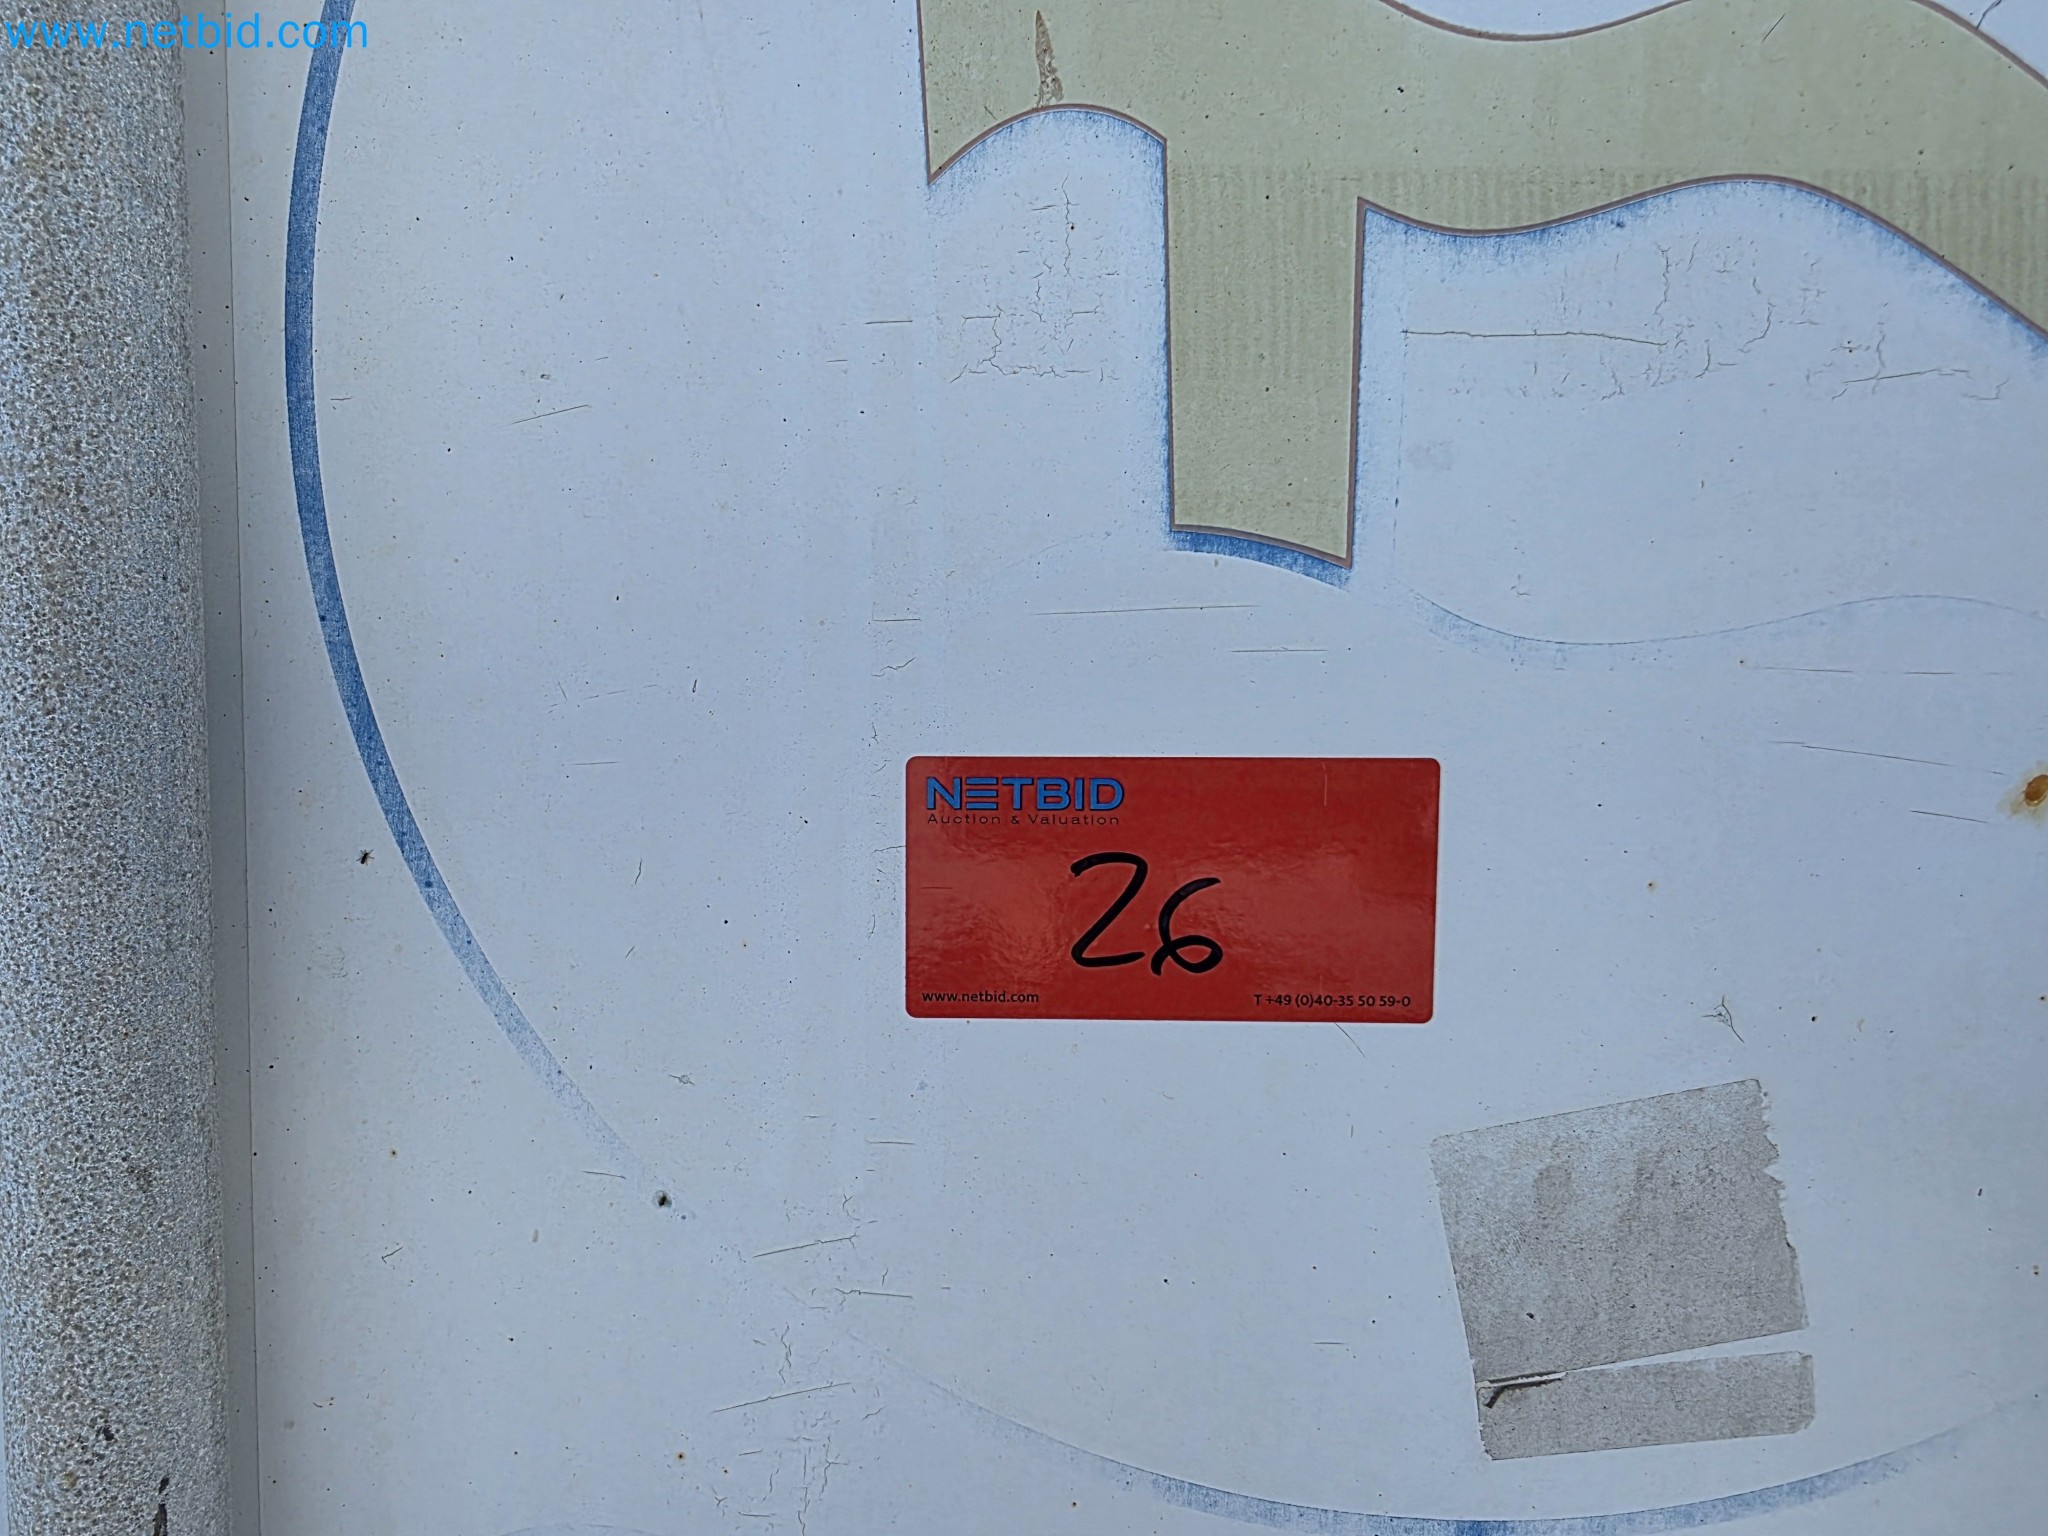 www.netbid.com
NETBID
Auction & Valuation
26
www.netbid.com
T +49 (0)40-35 50 59-0